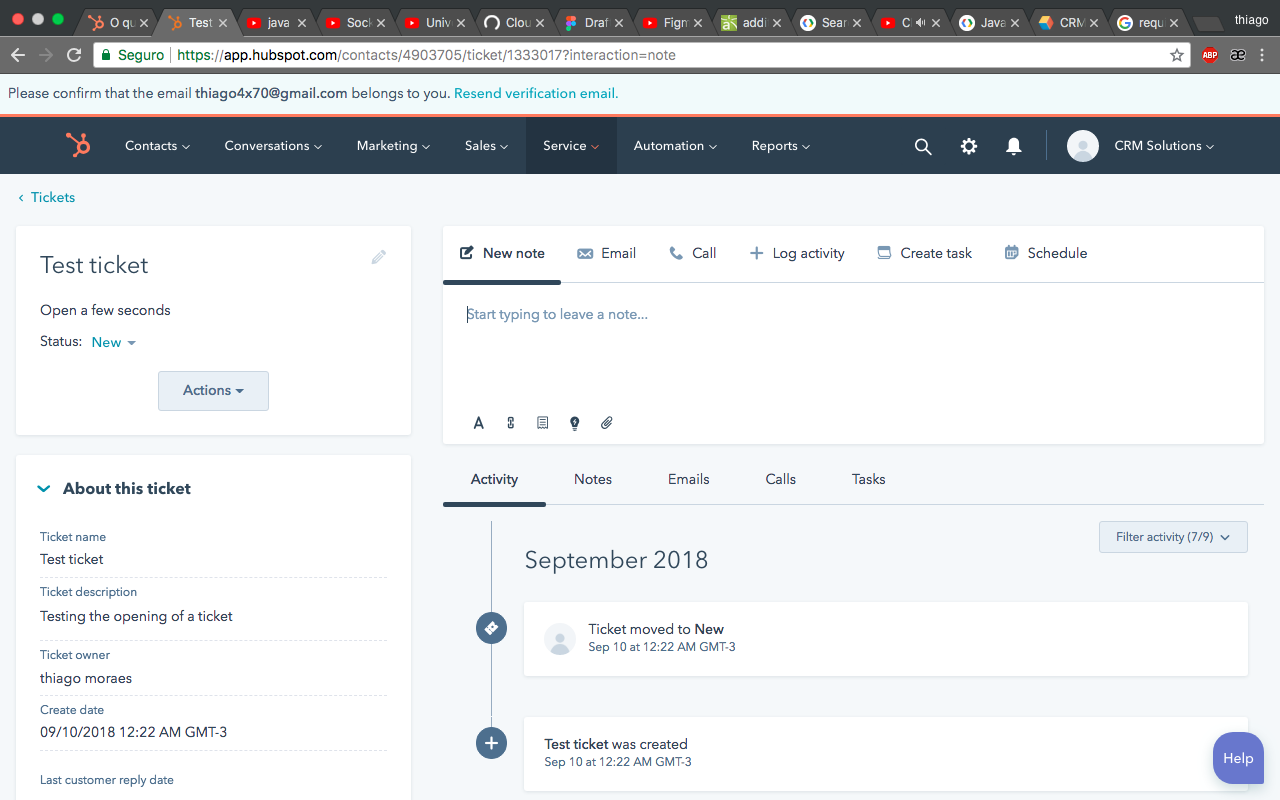 O qu
Test
java
Sock
Univ
Clou
Draf
Figm
addi
Sear
C
Java
CRM
requ
thiago
Seguro https://app.hubspot.com/contacts/4903705/ticket/1333017?interaction=note
ABP
æ
Please confirm that the email thiago4x70@gmail.com belongs to you. Resend verification email.
Contacts
Conversations
Marketing
Sales
Service
Automation
Reports
CRM Solutions
Tickets
Test ticket
Open a few seconds
Status: New
Actions
About this ticket
Ticket name
Test ticket
Ticket description
Testing the opening of a ticket
Ticket owner
thiago moraes
Create date
09/10/2018 12:22 AM GMT-3
Last customer reply date
New note
Email
Call
Log activity
Create task
Schedule
Start typing to leave a note...
Activity
Notes
Emails
Calls
Tasks
Filter activity (7/9)
September 2018
Ticket moved to New
Sep 10 at 12:22 AM GMT-3
Test ticket was created
Sep 10 at 12:22 AM GMT-3
Help